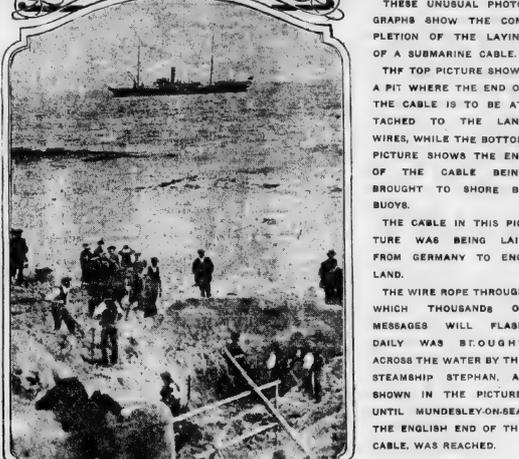 THESE UNUSUAL PHOTO
GRAPHS SHOW THE COM
PLETION OF THE LAYIN
OF A SUBMARINE CABLE.
THE TOP PICTURE SHOW
A PIT WHERE THE END O
THE CABLE IS TO BE AT
TACHED TO THE LAN
WIRES, WHILE THE BOTTOM
PICTURE SHOWS THE EN
OF THE CABLE BEIN
BROUGHT TO SHORE B
BUOYS.
THE CABLE IN THIS PIC
TURE WAS BEING LAI
FROM GERMANY TO ENG
LAND.
THE WIRE ROPE THROUG
WHICH THOUSANDS O
MESSAGES WILL FLAS
DAILY WAS BROUGH
ACROSS THE WATER BY TH
STEAMSHIP STEPHAN, A
SHOWN IN THE PICTURE
UNTIL MUNDESLEY-ON-SEA
THE ENGLISH END OF TH
CABLE, WAS REACHED.